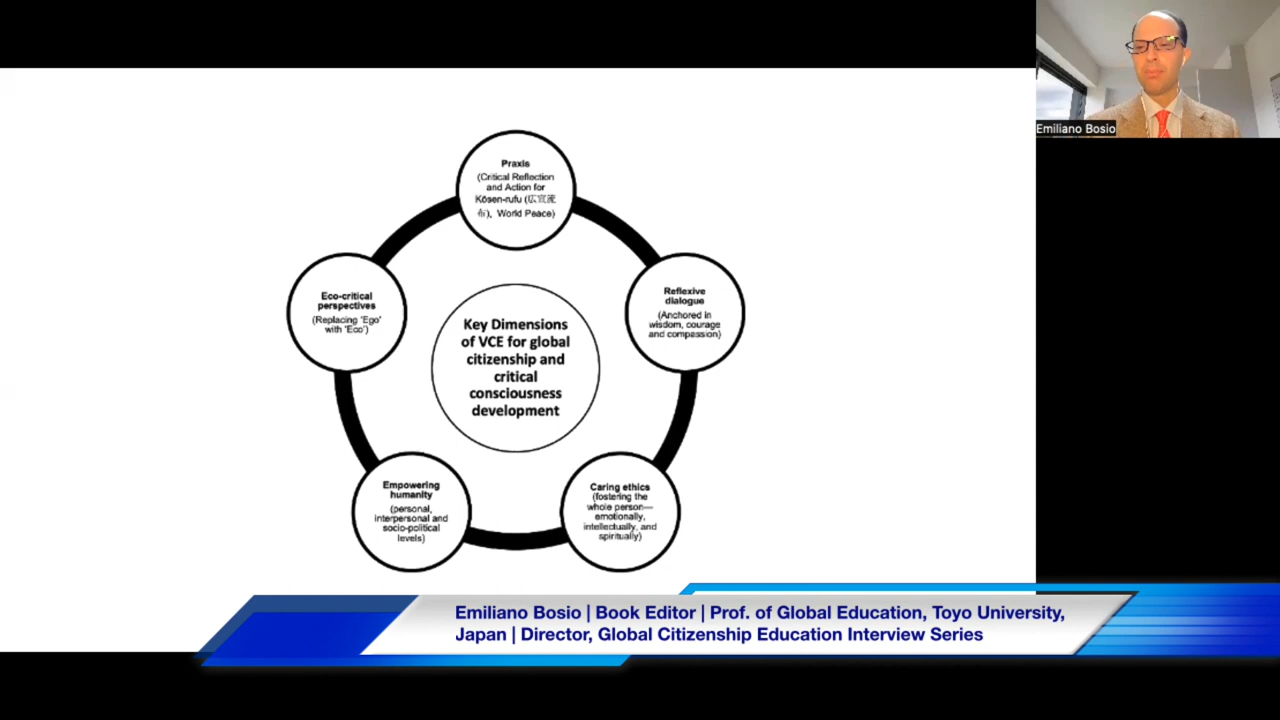 Praxis
(Critical Reflection
and Action for
Kōsen-rufu (広宣流
布), World Peace)
Eco-critical
perspectives
(Replacing 'Ego'
with 'Eco')
Reflexive
dialogue
(Anchored in
wisdom, courage
and compassion)
Key Dimensions
of VCE for global
citizenship and
critical
consciousness
development
Empowering
humanity
(personal,
interpersonal and
socio-political
levels)
Caring ethics
(fostering the
whole person—
emotionally,
intellectually, and
spiritually)
Emiliano Bosio
Emiliano Bosio | Book Editor | Prof. of Global Education, Toyo University,
Japan | Director, Global Citizenship Education Interview Series